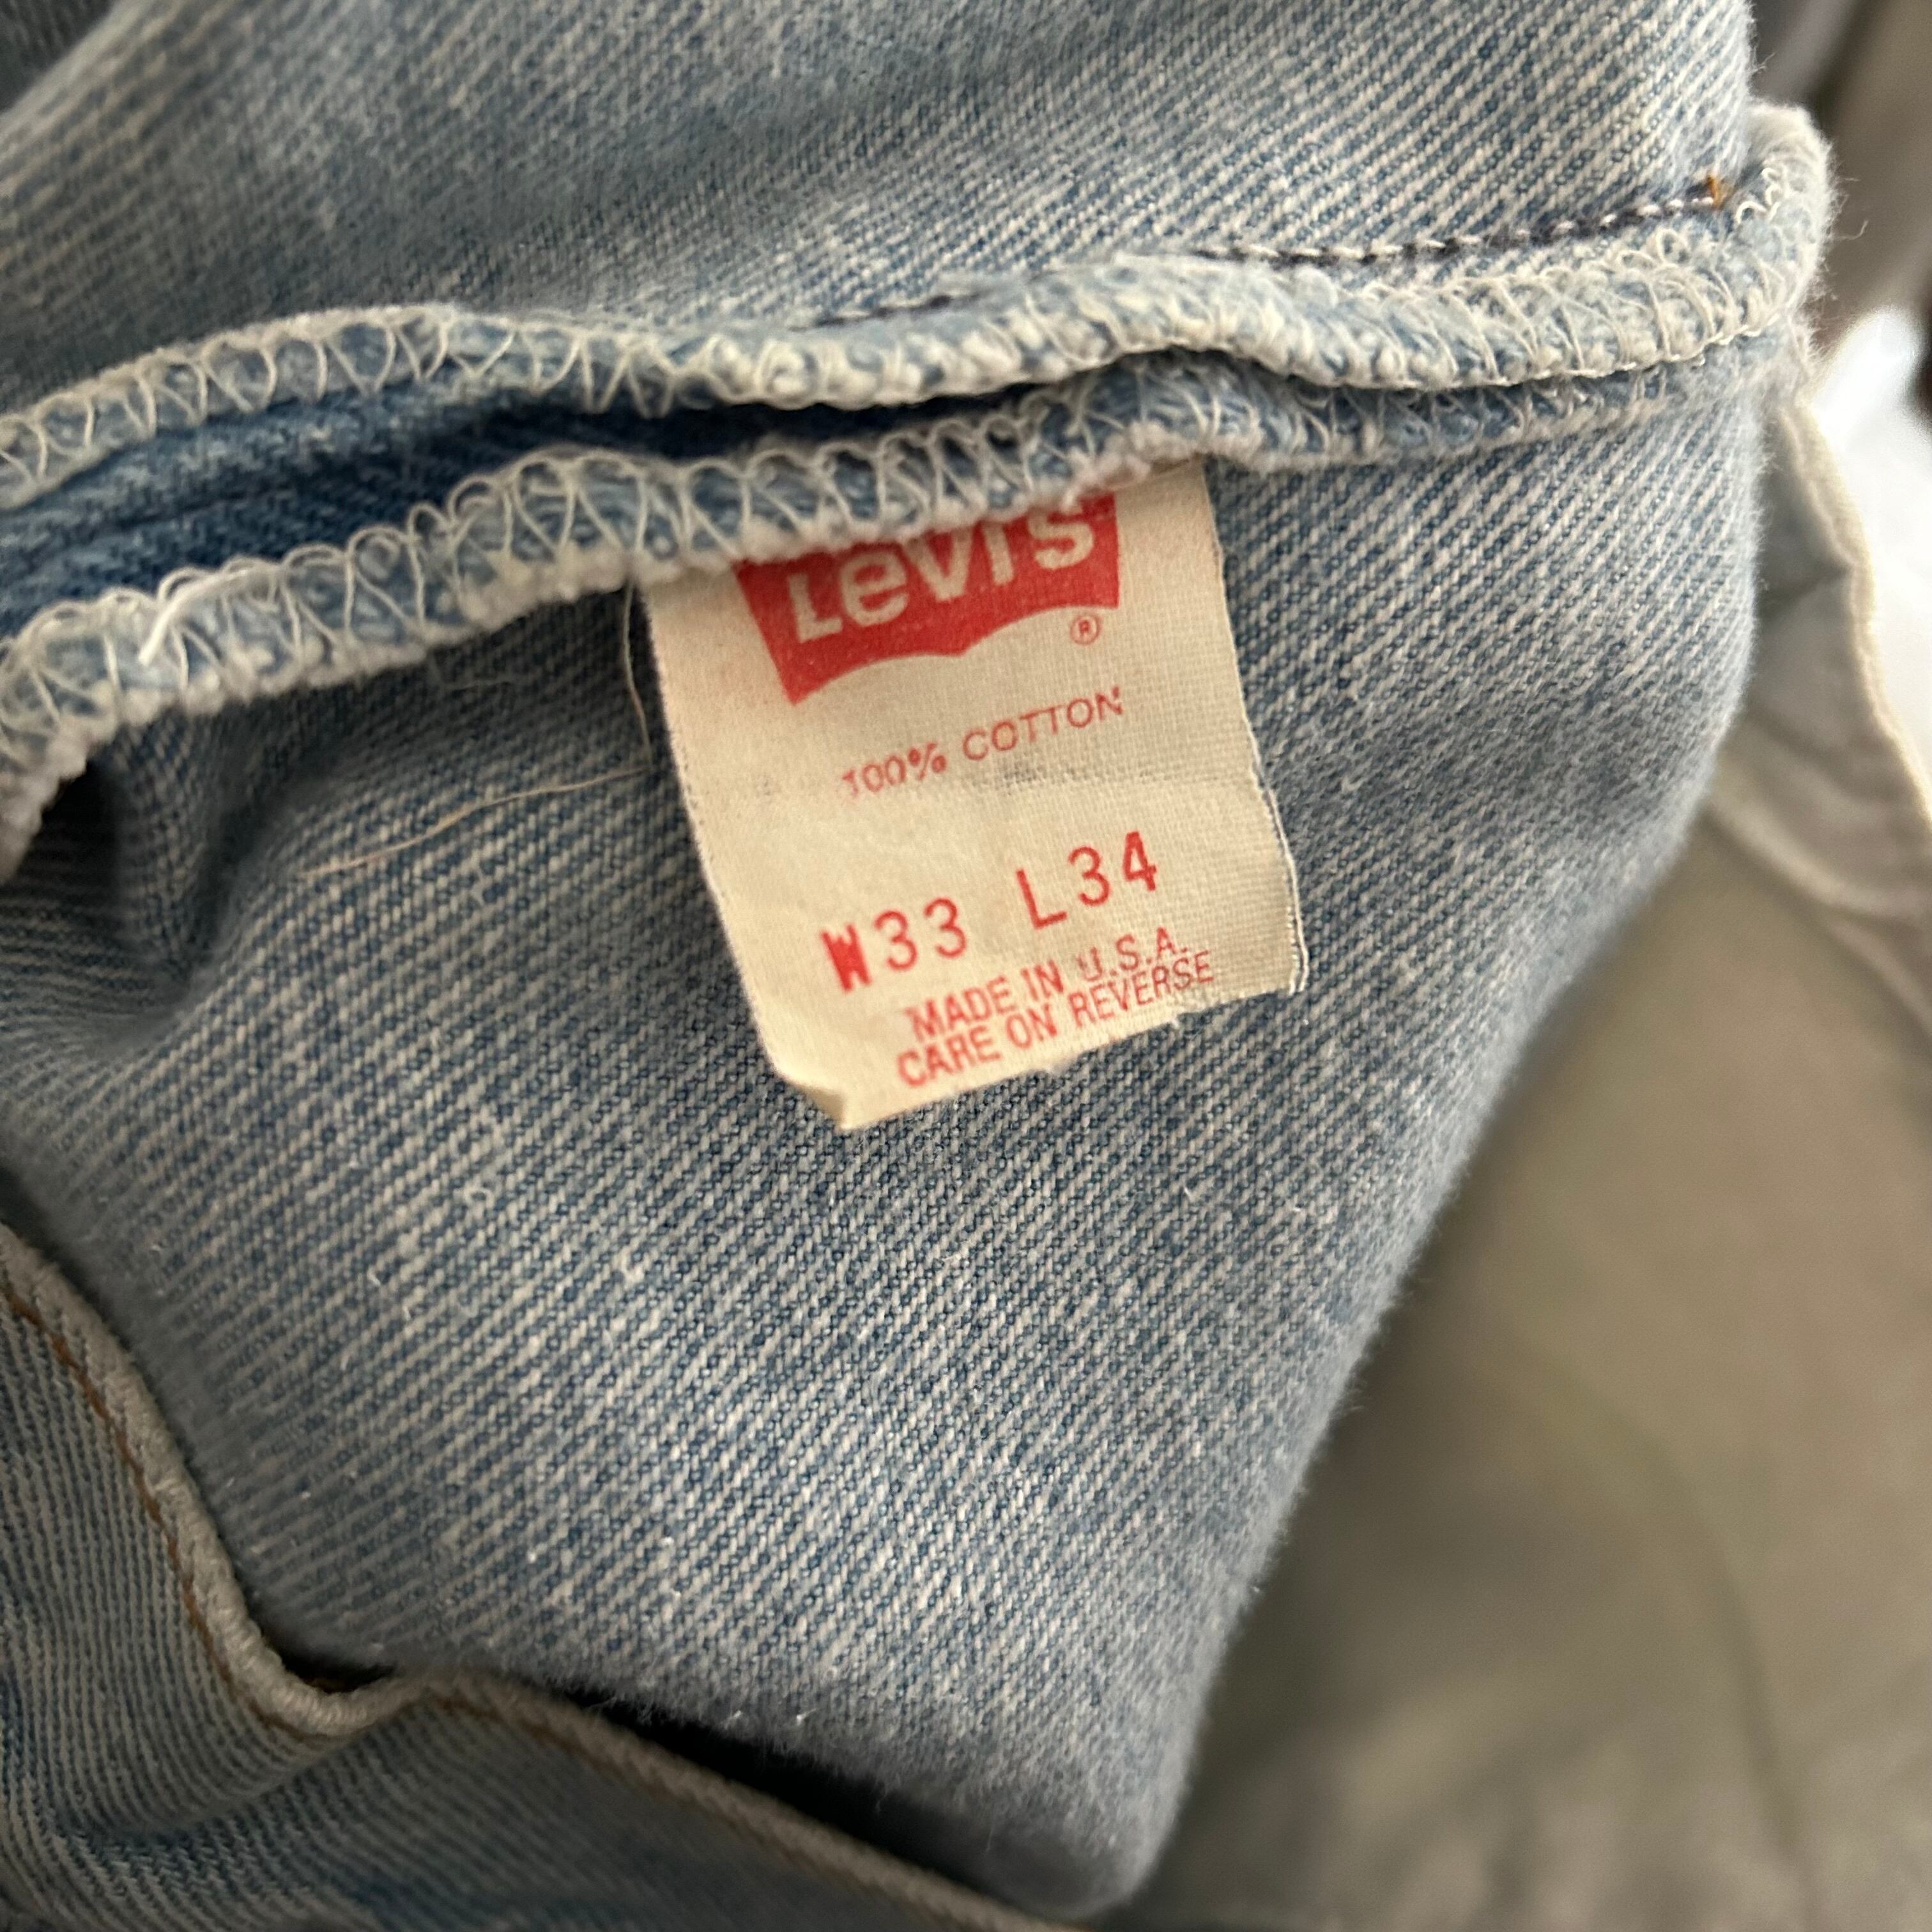 Levi's
®
100% COTTON
W33 L34
MADE IN U.S.A.
CARE ON REVERSE